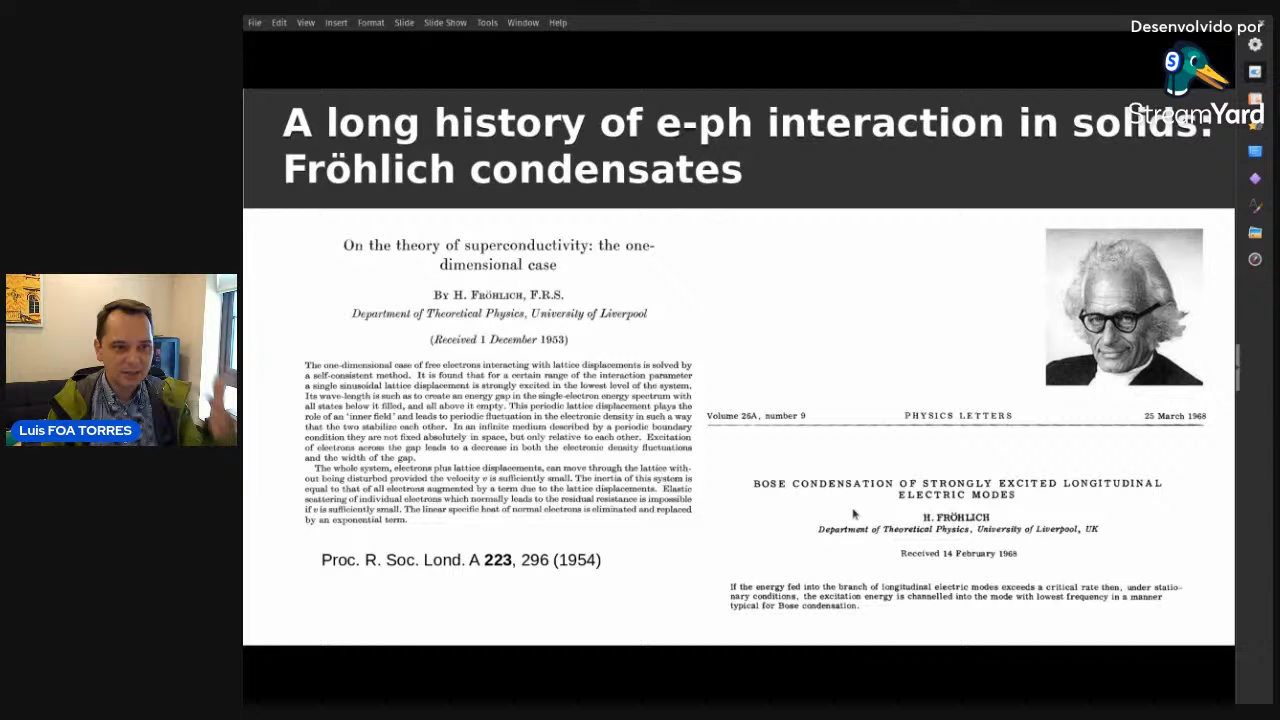 File Edit View Insert Format Slide Slide Show Tools Window Help
Desenvolvido por
S
StreamYard
A long history of e-ph interaction in solids:
Fröhlich condensates
On the theory of superconductivity: the one-
dimensional case
By H. Fröhlich, F.R.S.
Department of Theoretical Physics, University of Liverpool
(Received 1 December 1953)
The one-dimensional case of free electrons interacting with lattice displacements is solved by
a self-consistent method. It is found that for a certain range of the interaction parameter
a single sinusoidal lattice displacement is strongly excited in the lowest level of the system.
Its wave-length is such as to create an energy gap in the single-electron energy spectrum with
all states below it filled, and all above it empty. This periodic lattice displacement plays the
role of an 'inner field' and leads to periodic fluctuation in the electronic density in such a way
that the two stabilize each other. In an infinite medium described by a periodic boundary
condition they are not fixed absolutely in space, but only relative to each other. Excitation
of electrons across the gap leads to a decrease in both the electronic density fluctuations
and the width of the gap.
The whole system, electrons plus lattice displacements, can move through the lattice with-
out being disturbed provided the velocity v is sufficiently small. The inertia of this system is
equal to that of all electrons augmented by a term due to the lattice displacements. Elastic
scattering of individual electrons which normally leads to the residual resistance is impossible
if v is sufficiently small. The linear specific heat of normal electrons is eliminated and replaced
by an exponential term.
Proc. R. Soc. Lond. A 223, 296 (1954)
Volume 26A, number 9 PHYSICS LETTERS 25 March 1968
BOSE CONDENSATION OF STRONGLY EXCITED LONGITUDINAL
ELECTRIC MODES
H. FRÖHLICH
Department of Theoretical Physics, University of Liverpool, UK
Received 14 February 1968
If the energy fed into the branch of longitudinal electric modes exceeds a critical rate then, under statio-
nary conditions, the excitation energy is channelled into the mode with lowest frequency in a manner
typical for Bose condensation.
Luis FOA TORRES